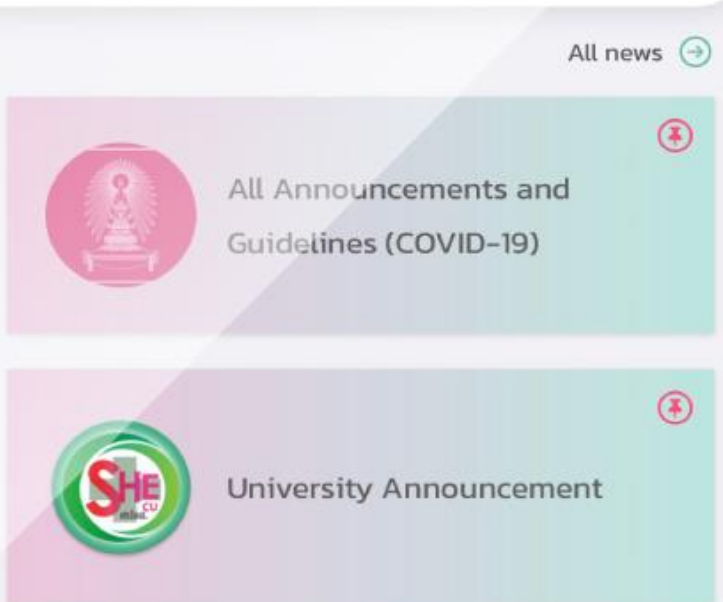 All news
All Announcements and
Guidelines (COVID-19)
SHE
CU
University Announcement